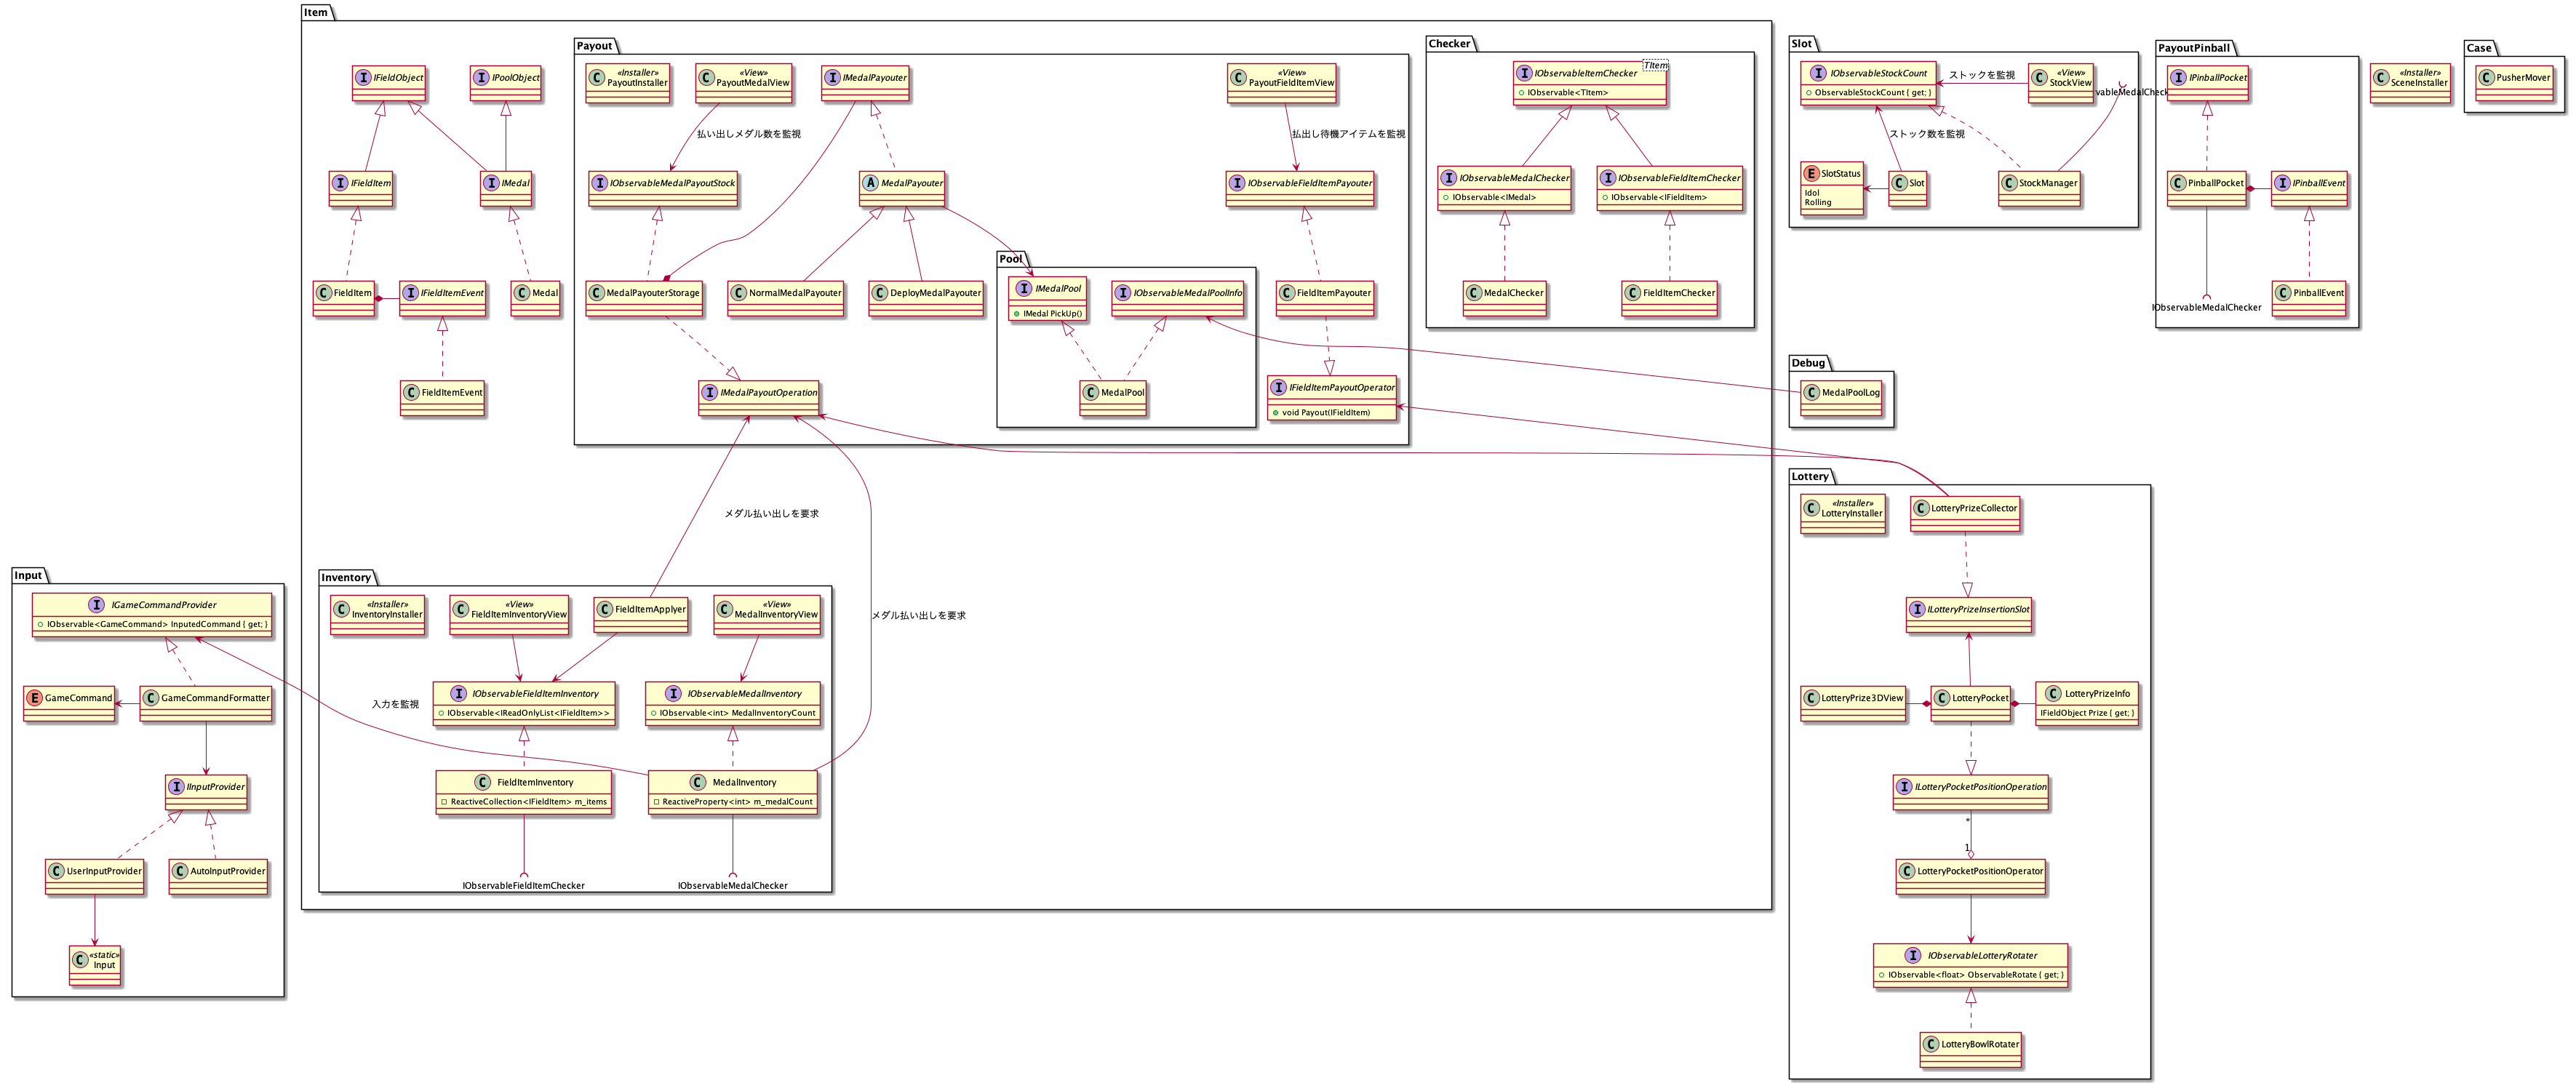 Item
I IFieldObject
I IPoolObject
I IFieldItem
I IMedal
C FieldItem
I IFieldItemEvent
C Medal
C FieldItemEvent
Payout
C «Installer»
PayoutInstaller
C «View»
PayoutMedalView
I IMedalPayouter
C «View»
PayoutFieldItemView
払い出しメダル数を監視
払出し待機アイテムを監視
I IObservableMedalPayoutStock
A MedalPayouter
I IObservableFieldItemPayouter
C MedalPayouterStorage
C NormalMedalPayouter
C DeployMedalPayouter
Pool
I IMedalPool
IMedal PickUp()
I IObservableMedalPoolInfo
C MedalPool
C FieldItemPayouter
I IMedalPayoutOperation
I IFieldItemPayoutOperator
void Payout(IFieldItem)
Checker
I IObservableItemChecker
TItem
IObservable<TItem>
I IObservableMedalChecker
IObservable<IMedal>
I IObservableFieldItemChecker
IObservable<IFieldItem>
C MedalChecker
C FieldItemChecker
メダル払い出しを要求
メダル払い出しを要求
Inventory
C «Installer»
InventoryInstaller
C «View»
FieldItemInventoryView
C FieldItemApplyer
C «View»
MedalInventoryView
I IObservableFieldItemInventory
IObservable<IReadOnlyList<IFieldItem>>
I IObservableMedalInventory
IObservable<int> MedalInventoryCount
C FieldItemInventory
ReactiveCollection<IFieldItem> m_items
C MedalInventory
ReactiveProperty<int> m_medalCount
IObservableFieldItemChecker
IObservableMedalChecker
入力を監視
Input
I IGameCommandProvider
IObservable<GameCommand> InputedCommand { get; }
E GameCommand
C GameCommandFormatter
I IInputProvider
C UserInputProvider
C AutoInputProvider
C «static»
Input
Slot
I IObservableStockCount
ObservableStockCount { get; }
ストックを監視
C «View»
StockView
vableMedalCheck
ストック数を監視
E SlotStatus
Idol
Rolling
C Slot
C StockManager
PayoutPinball
I IPinballPocket
C PinballPocket
I IPinballEvent
C PinballEvent
IObservableMedalChecker
C «Installer»
SceneInstaller
Case
C PusherMover
Debug
C MedalPoolLog
Lottery
C «Installer»
LotteryInstaller
C LotteryPrizeCollector
I ILotteryPrizeInsertionSlot
C LotteryPrize3DView
C LotteryPocket
C LotteryPrizeInfo
IFieldObject Prize { get; }
I ILotteryPocketPositionOperation
*
1
C LotteryPocketPositionOperator
I IObservableLotteryRotater
IObservable<float> ObservableRotate { get; }
C LotteryBowlRotater